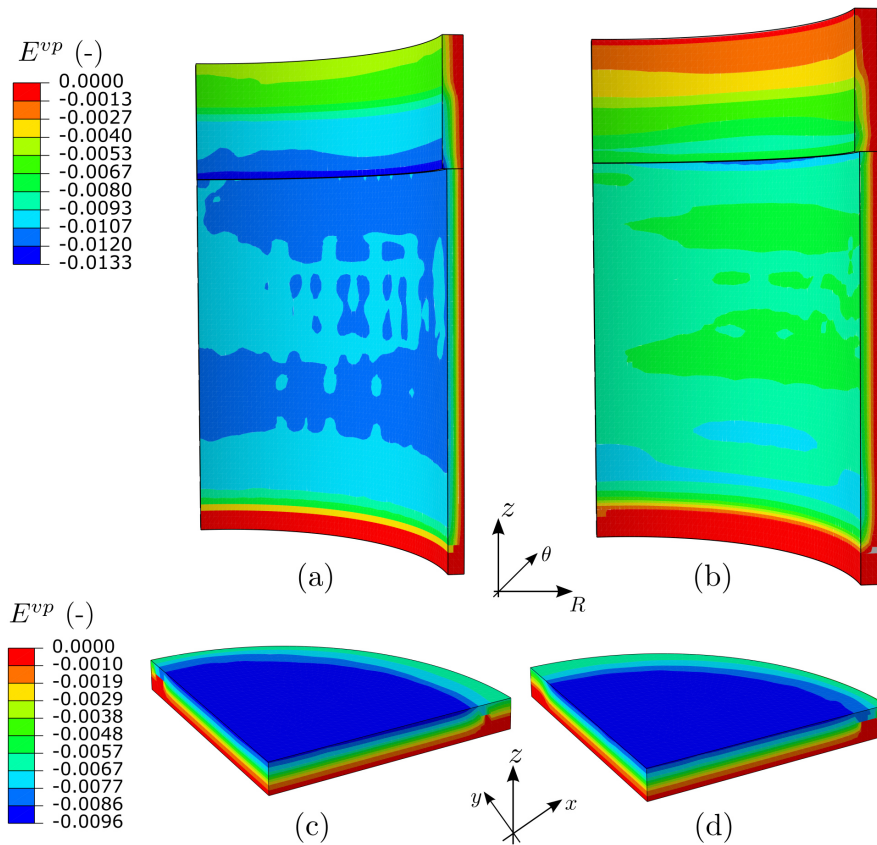 E^{vp} (-)
0.0000
-0.0013
-0.0027
-0.0040
-0.0053
-0.0067
-0.0080
-0.0093
-0.0107
-0.0120
-0.0133
z
θ
R
(a)
(b)
E^{vp} (-)
0.0000
-0.0010
-0.0019
-0.0029
-0.0038
-0.0048
-0.0057
-0.0067
-0.0077
-0.0086
-0.0096
z
y
x
(c)
(d)